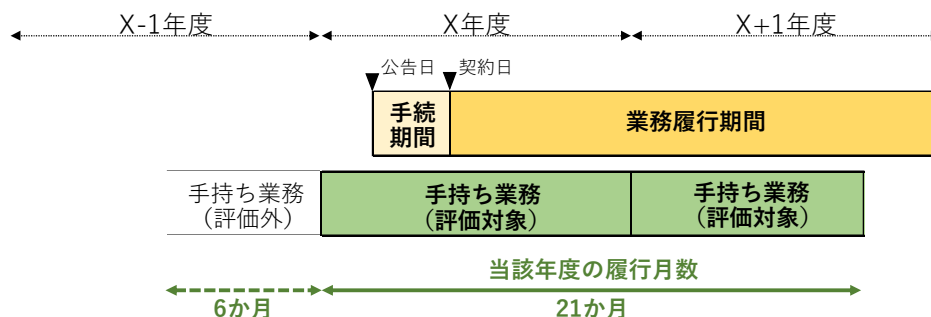 X-1年度
X年度
X+1年度
公告日
契約日
手続
期間
業務履行期間
手持ち業務
(評価外)
手持ち業務
(評価対象)
手持ち業務
(評価対象)
当該年度の履行月数
6か月
21か月